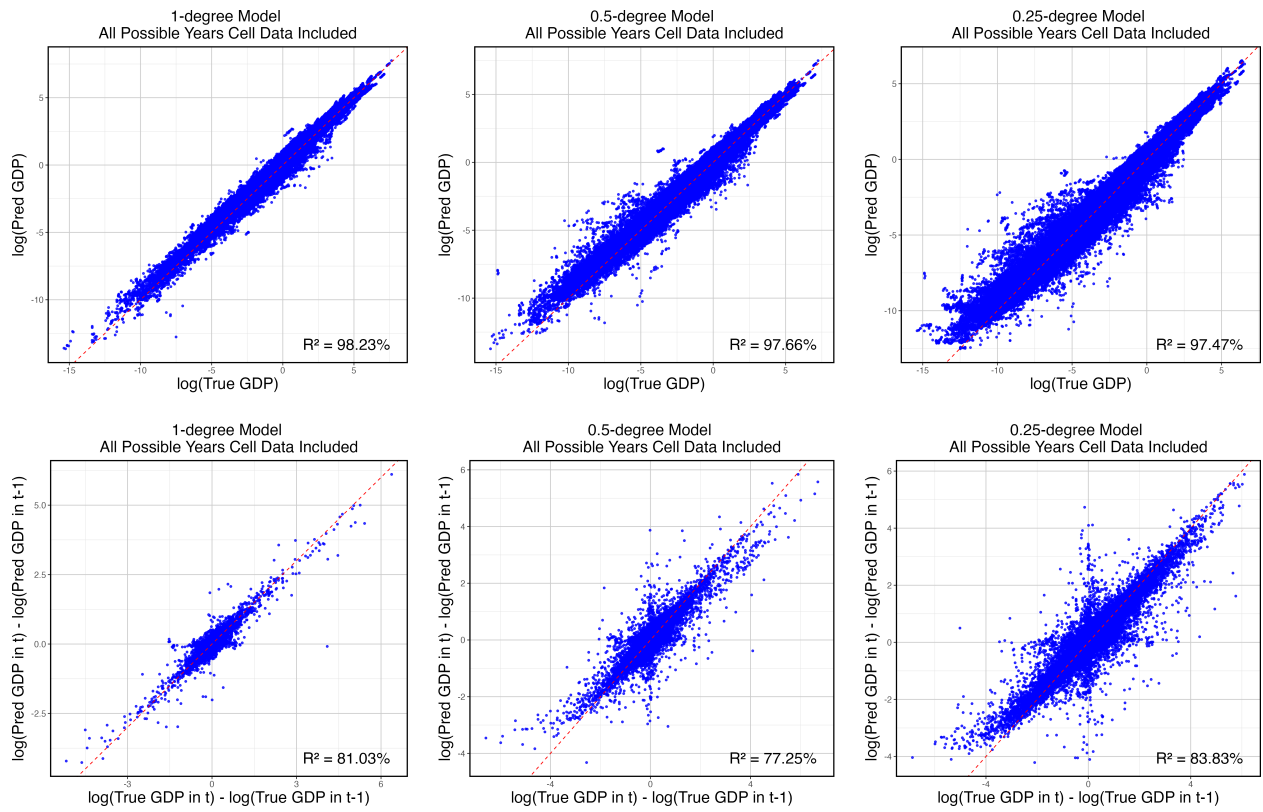 1-degree Model
All Possible Years Cell Data Included
log(Pred GDP)
5
0
-5
-10
R² = 98.23%
-15
-10
-5
0
5
log(True GDP)
0.5-degree Model
All Possible Years Cell Data Included
log(Pred GDP)
5
0
-5
-10
R² = 97.66%
-15
-10
-5
0
5
log(True GDP)
0.25-degree Model
All Possible Years Cell Data Included
log(Pred GDP)
5
0
-5
-10
R² = 97.47%
-15
-10
-5
0
5
log(True GDP)
1-degree Model
All Possible Years Cell Data Included
log(Pred GDP in t) - log(Pred GDP in t-1)
5.0
2.5
0.0
-2.5
R² = 81.03%
-3
0
3
6
log(True GDP in t) - log(True GDP in t-1)
0.5-degree Model
All Possible Years Cell Data Included
log(Pred GDP in t) - log(Pred GDP in t-1)
6
4
2
0
-2
-4
R² = 77.25%
-4
0
4
log(True GDP in t) - log(True GDP in t-1)
0.25-degree Model
All Possible Years Cell Data Included
log(Pred GDP in t) - log(Pred GDP in t-1)
6
4
2
0
-2
-4
R² = 83.83%
-4
0
4
log(True GDP in t) - log(True GDP in t-1)